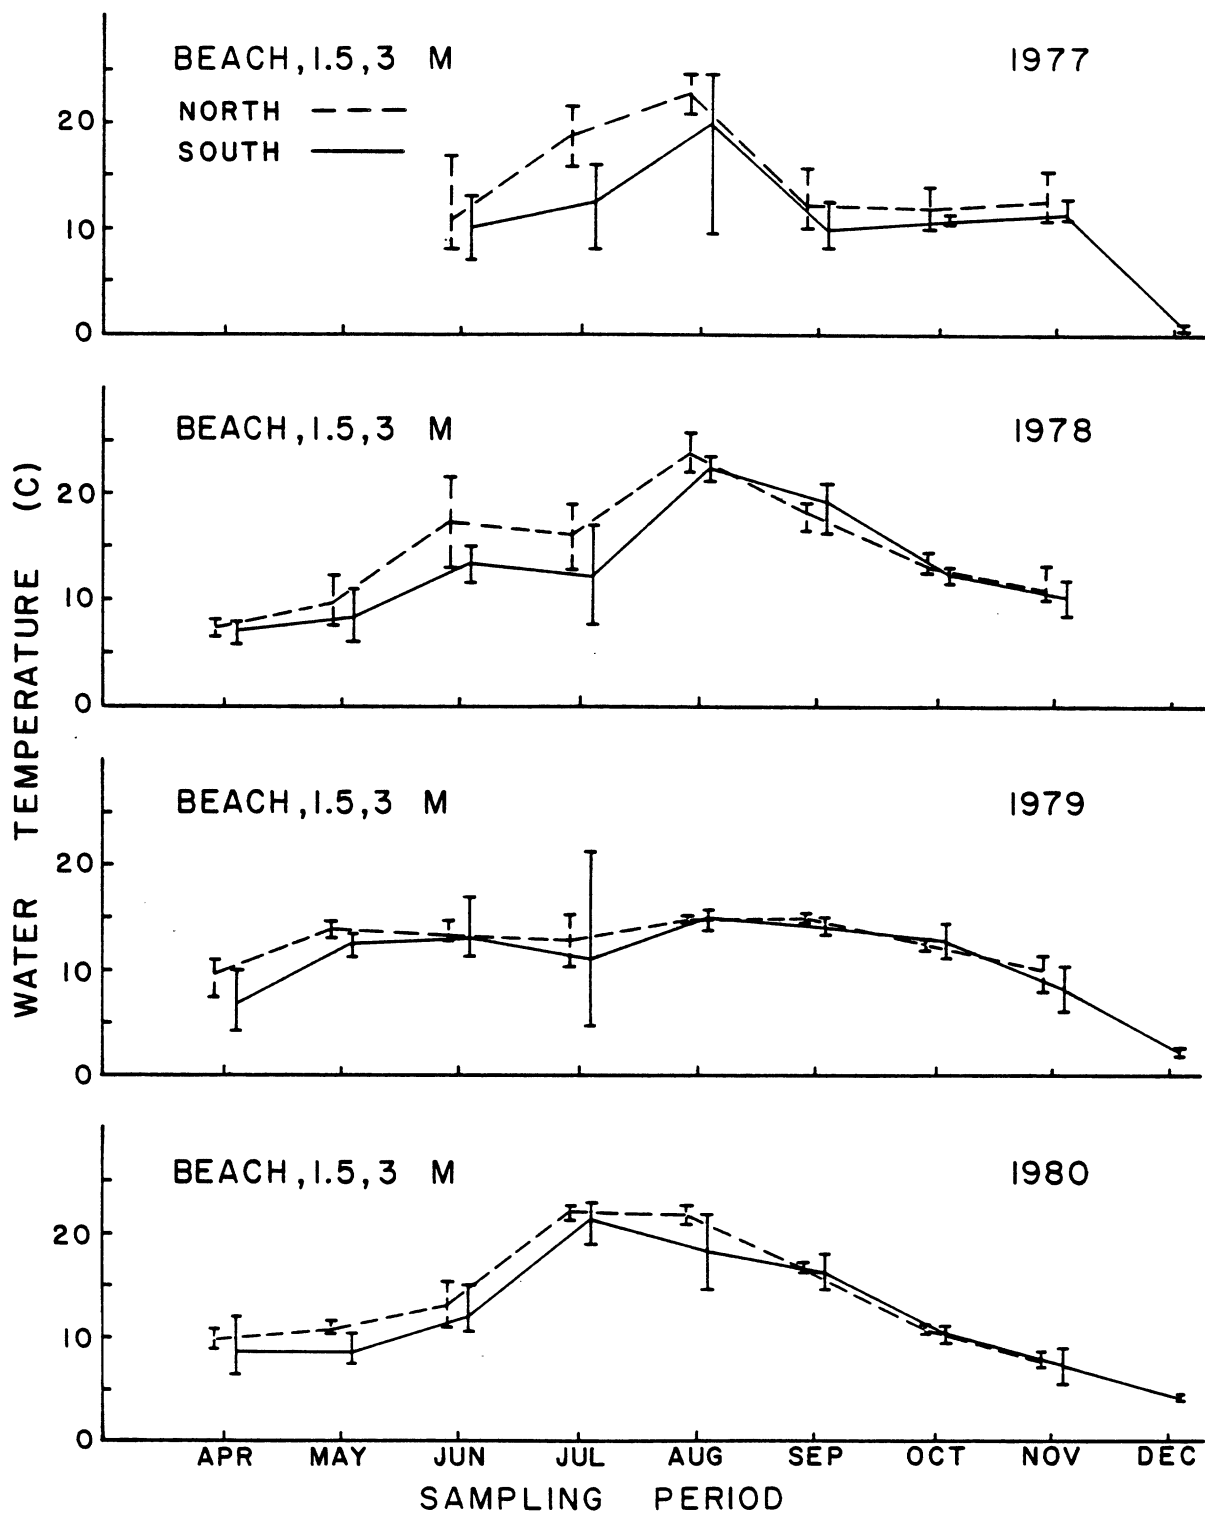 BEACH, 1.5, 3 M 1977
NORTH
SOUTH
20
10
0
BEACH, 1.5, 3 M 1978
20
10
0
BEACH, 1.5, 3 M 1979
20
10
0
BEACH, 1.5, 3 M 1980
20
10
0
APR MAY JUN JUL AUG SEP OCT NOV DEC
SAMPLING PERIOD
WATER TEMPERATURE (C)